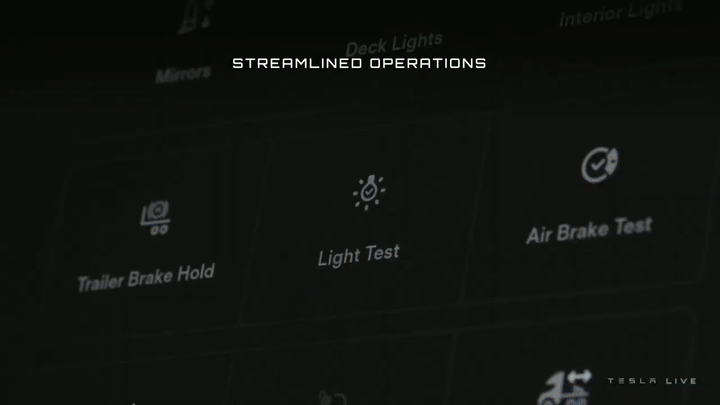 Interior Lights
Deck Lights
Mirrors
STREAMLINED OPERATIONS
Trailer Brake Hold
Light Test
Air Brake Test
TESLA LIVE